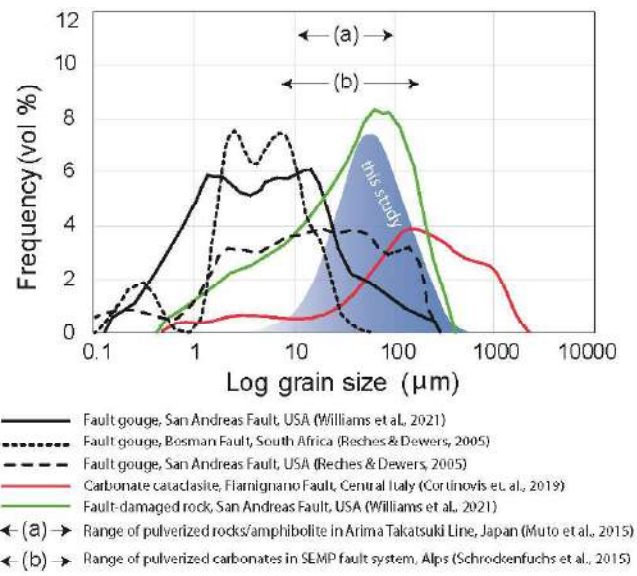 (a)
(b)
12
10
8
6
4
2
0
Frequency (vol %)
this study
0.1 1 10 100 1000 10000
Log grain size (µm)
Fault gouge, San Andreas Fault, USA (Williams et al., 2021)
Fault gouge, Bosman Fault, South Africa (Reches & Dewers, 2005)
Fault gouge, San Andreas Fault, USA (Reches & Dewers, 2005)
Carbonate cataclasite, Fiamignano Fault, Central Italy (Cortinovis et. al., 2019)
Fault-damaged rock, San Andreas Fault, USA (Williams et al., 2021)
(a) Range of pulverized rocks/amphibolite in Arima Takatsuki Line, Japan (Muto et al., 2015)
(b) Range of pulverized carbonates in SEMP fault system, Alps (Schrockenfuchs et al., 2015)